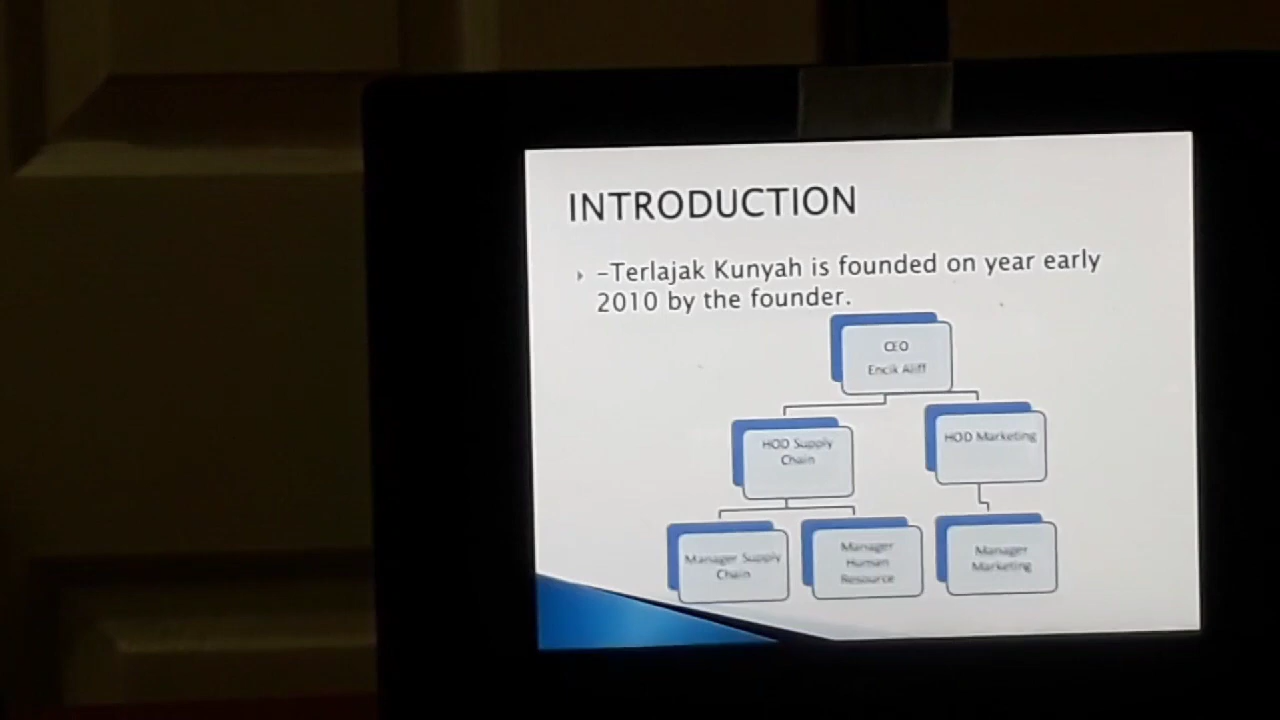 INTRODUCTION
-Terlajak Kunyah is founded on year early
2010 by the founder.
CEO
Encik Aliff
HOD Supply
Chain
HOD Marketing
Manager Supply
Chain
Manager
Human
Resource
Manager
Marketing